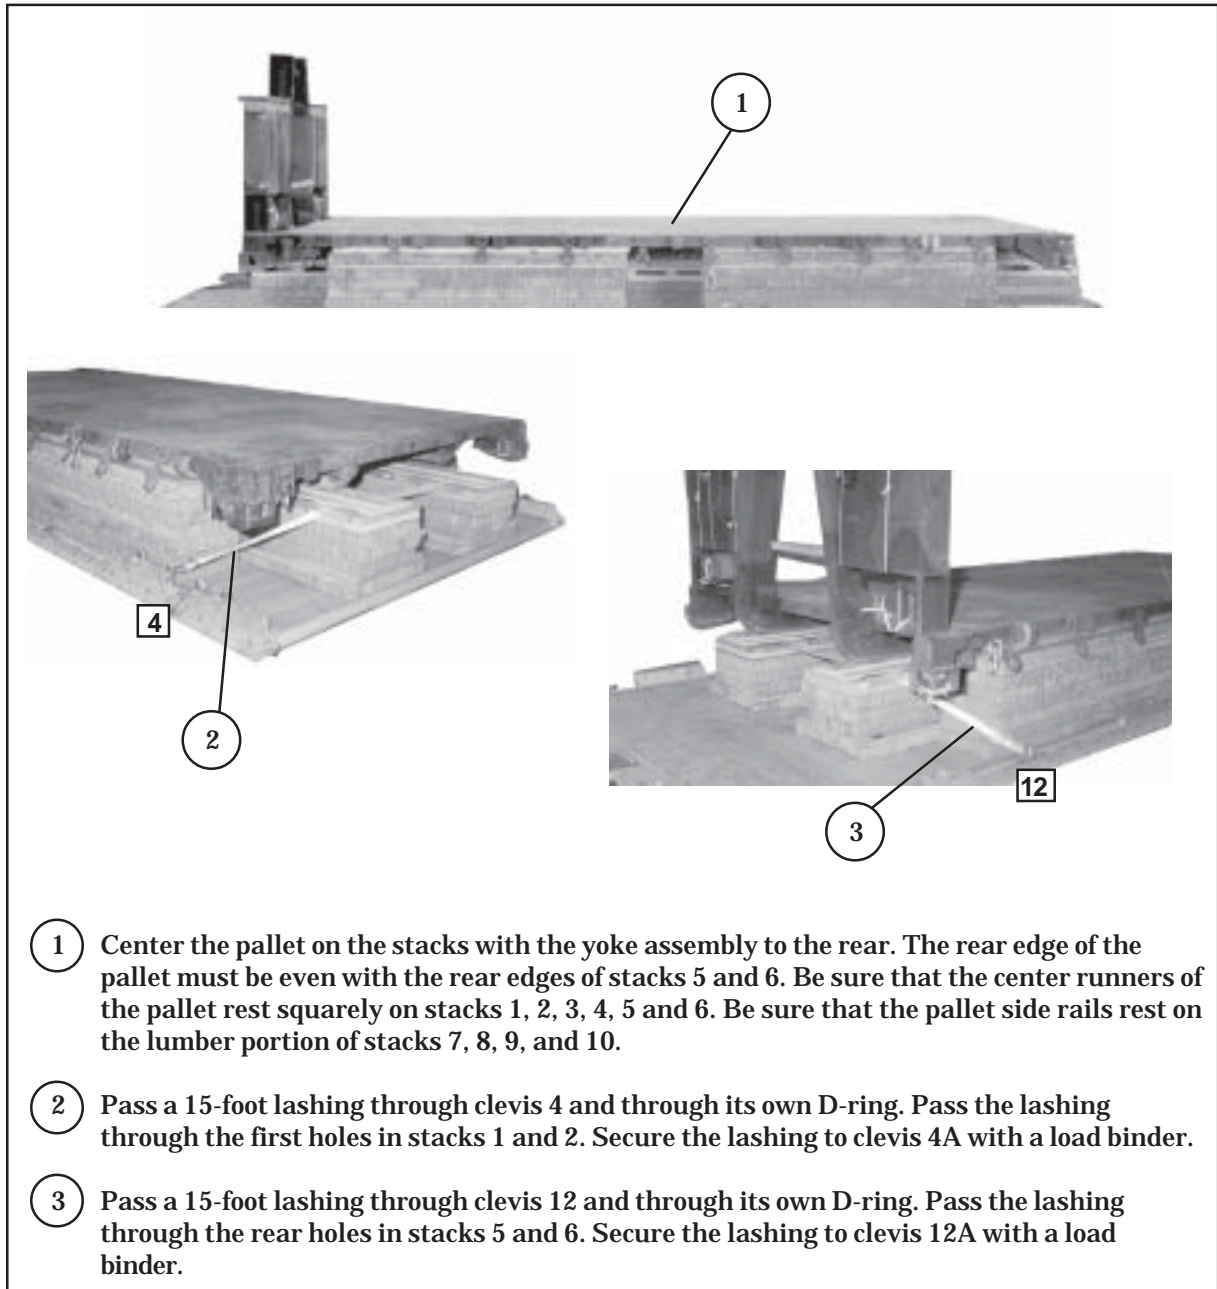 1
4
2
12
3
1 Center the pallet on the stacks with the yoke assembly to the rear. The rear edge of the
pallet must be even with the rear edges of stacks 5 and 6. Be sure that the center runners of
the pallet rest squarely on stacks 1, 2, 3, 4, 5 and 6. Be sure that the pallet side rails rest on
the lumber portion of stacks 7, 8, 9, and 10.
2 Pass a 15-foot lashing through clevis 4 and through its own D-ring. Pass the lashing
through the first holes in stacks 1 and 2. Secure the lashing to clevis 4A with a load binder.
3 Pass a 15-foot lashing through clevis 12 and through its own D-ring. Pass the lashing
through the rear holes in stacks 5 and 6. Secure the lashing to clevis 12A with a load
binder.